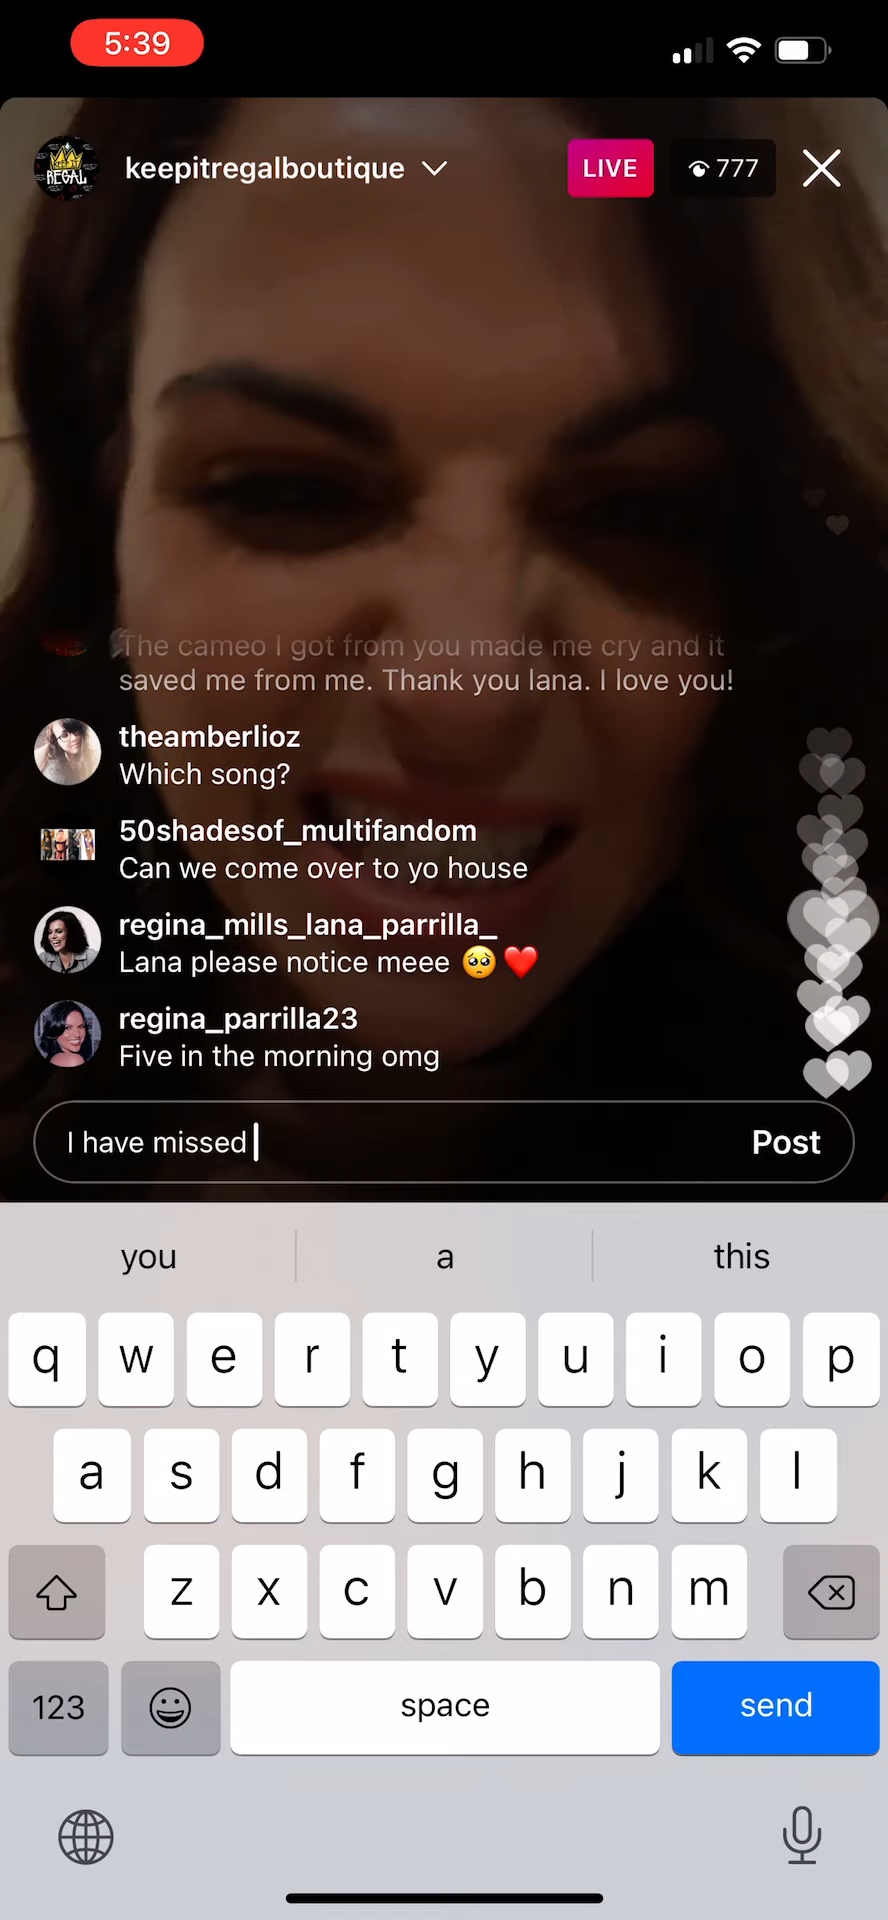 5:39
REGAL
keepitregalboutique
LIVE
777
The cameo I got from you made me cry and it
saved me from me. Thank you lana. I love you!
theamberlioz
Which song?
50shadesof_multifandom
Can we come over to yo house
regina_mills_lana_parrilla_
Lana please notice meee 🥺❤️
regina_parrilla23
Five in the morning omg
I have missed
Post
you a this
q w e r t y u i o p
a s d f g h j k l
z x c v b n m
123 space send